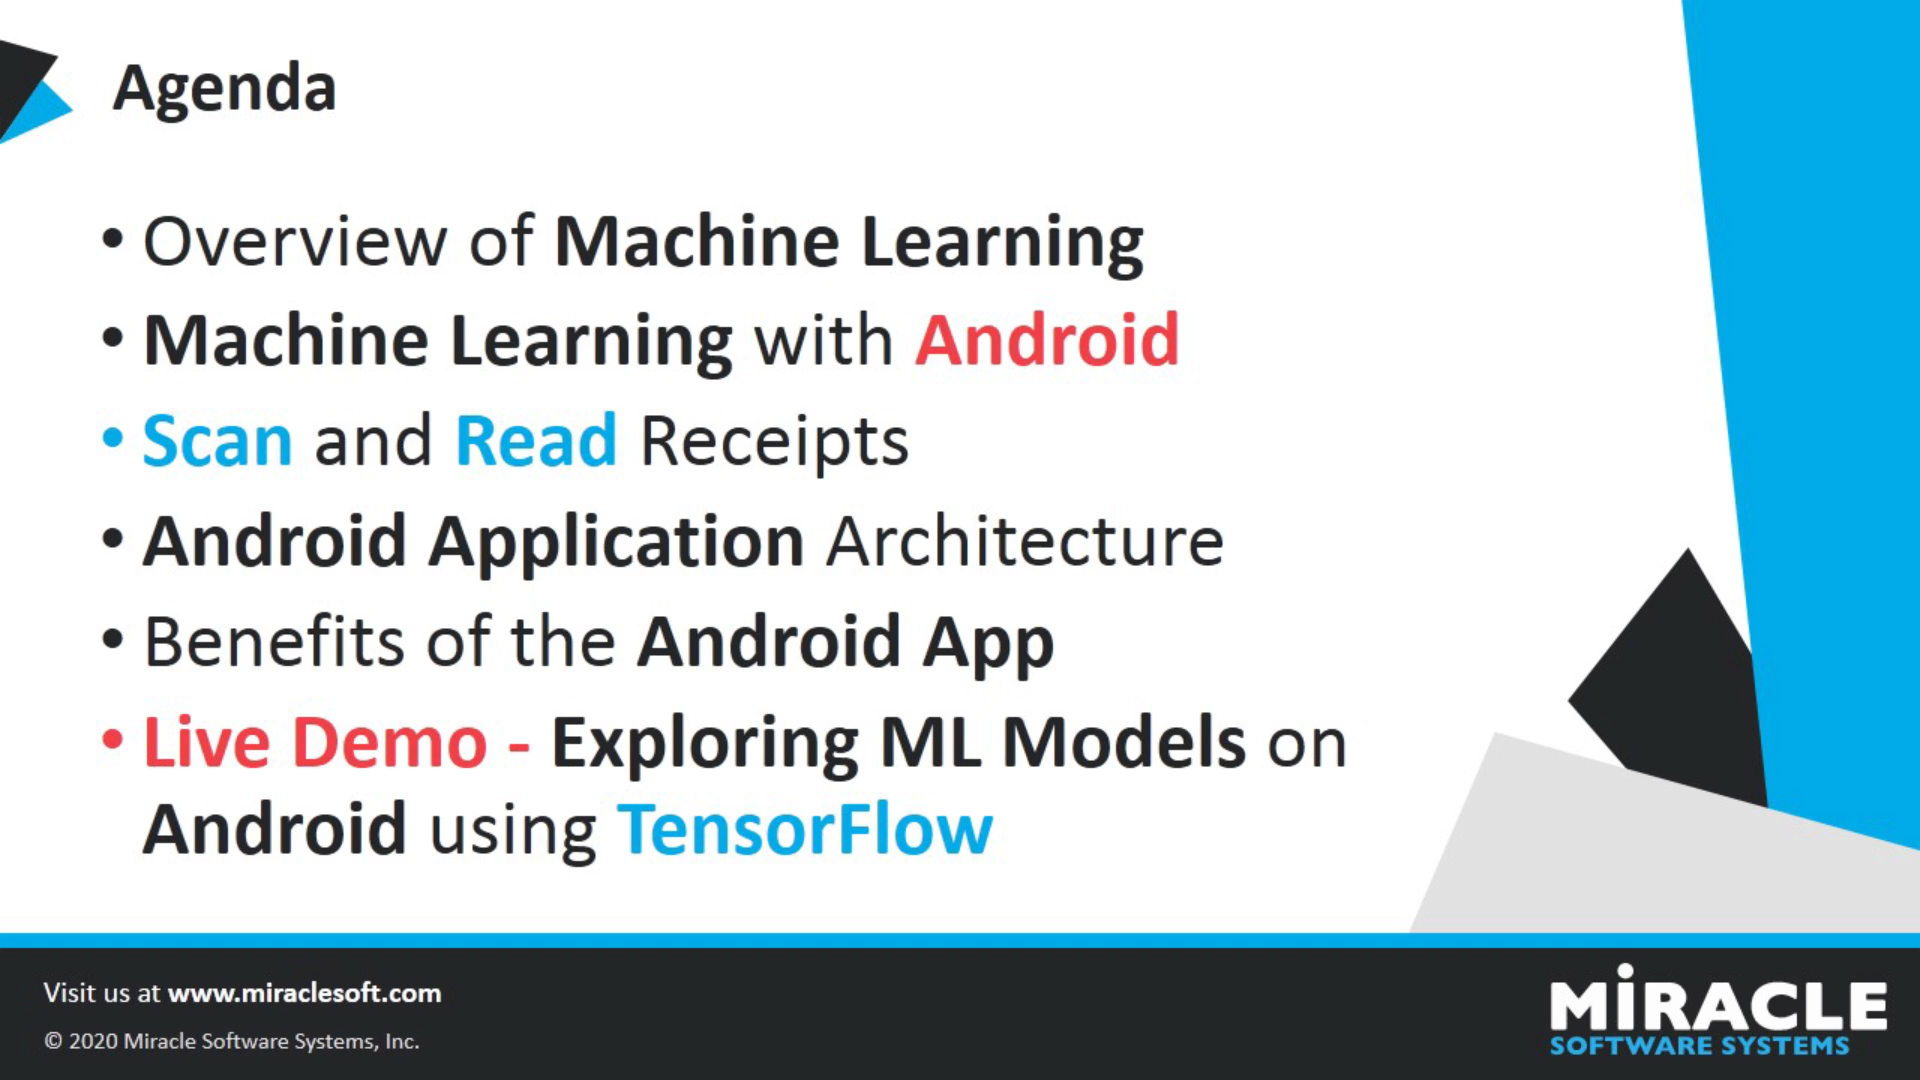 Agenda
• Overview of Machine Learning
• Machine Learning with Android
• Scan and Read Receipts
• Android Application Architecture
• Benefits of the Android App
• Live Demo - Exploring ML Models on
Android using TensorFlow
Visit us at www.miraclesoft.com
© 2020 Miracle Software Systems, Inc.
MiRACLE
SOFTWARE SYSTEMS